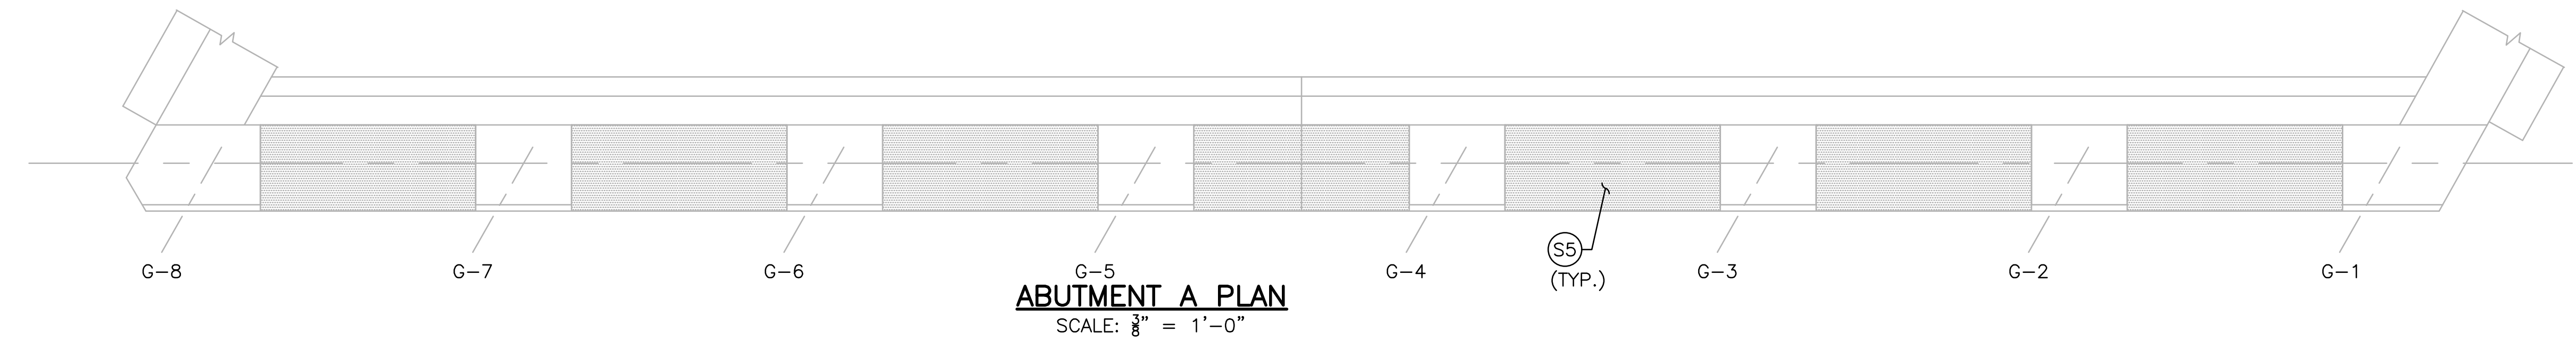 S5
(TYP.)
G-8
G-7
G-6
G-5
G-4
G-3
G-2
G-1
ABUTMENT A PLAN
SCALE: 3/8" = 1'-0"